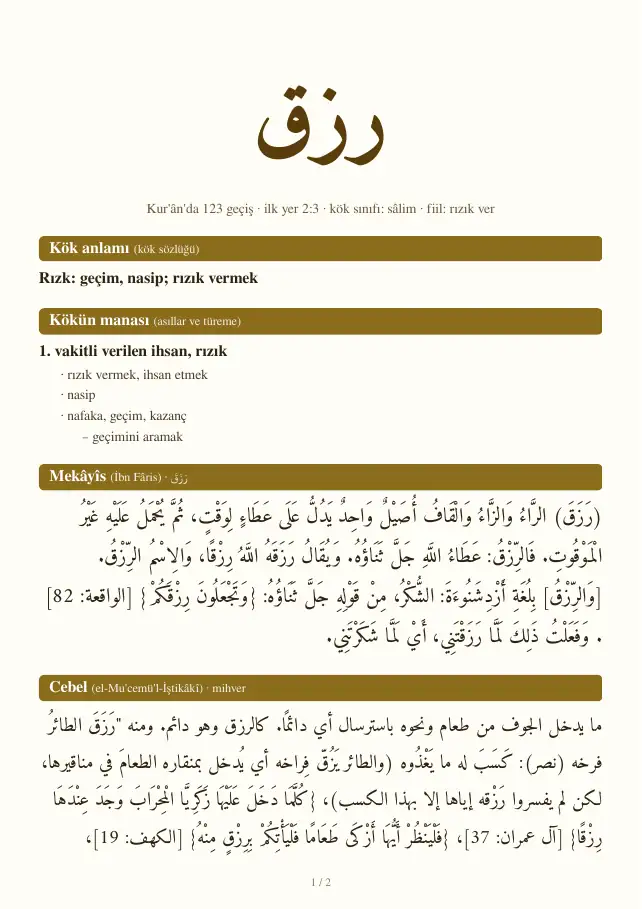 رزق
Kur'ân'da 123 geçiş · ilk yer 2:3 · kök sınıfı: sâlim · fiil: rızık ver
Kök anlamı (kök sözlüğü)
Rızk: geçim, nasip; rızık vermek
Kökün manası (asıllar ve türeme)
1. vakitli verilen ihsan, rızık
· rızık vermek, ihsan etmek
· nasip
· nafaka, geçim, kazanç
– geçimini aramak
Mekâyîs (İbn Fâris) · رَزَقَ
(رَزَقَ) الرَّاءُ وَالزَّاءُ وَالْقَافُ أُصَيْلٌ وَاحِدٌ يَدُلُّ عَلَى عَطَاءٍ لِوَقْتٍ، ثُمَّ يُحْمَلُ عَلَيْهِ غَيْرُ
الْمَوْقُوتِ. فَالرِّزْقُ: عَطَاءُ اللَّهِ جَلَّ ثَنَاؤُهُ. وَيُقَالُ رَزَقَهُ اللَّهُ رِزْقًا، وَالِاسْمُ الرِّزْقُ.
[وَالرِّزْقُ] بِلُغَةِ أَزْدِشَنُوءَةَ: الشُّكْرُ، مِنْ قَوْلِهِ جَلَّ ثَنَاؤُهُ: {وَتَجْعَلُونَ رِزْقَكُمْ} [الواقعة: 82]
. وَفَعَلْتُ ذَلِكَ لَمَّا رَزَقْتَنِي، أَيْ لَمَّا شَكَرْتَنِي.
Cebel (el-Mu'cemü'l-İştikâkî) · mihver
ما يدخل الجوف من طعام ونحوه باسترسال أي دائمًا. كالرزق وهو دائم. ومنه "رَزَقَ الطائرُ
فرخه (نصر): كَسَبَ له ما يَغْذُوه (والطائر يَزُقّ فِراخه أي يُدخل بمنقاره الطعامَ في مناقيرها،
لكن لم يفسروا رَزْقه إياها إلا بهذا الكسب)، {كُلَّمَا دَخَلَ عَلَيْهَا زَكَرِيَّا الْمِحْرَابَ وَجَدَ عِنْدَهَا
رِزْقًا} [آل عمران: 37]، {فَلْيَنْظُرْ أَيُّهَا أَزْكَى طَعَامًا فَلْيَأْتِكُمْ بِرِزْقٍ مِنْهُ} [الكهف: 19]،
1 / 2